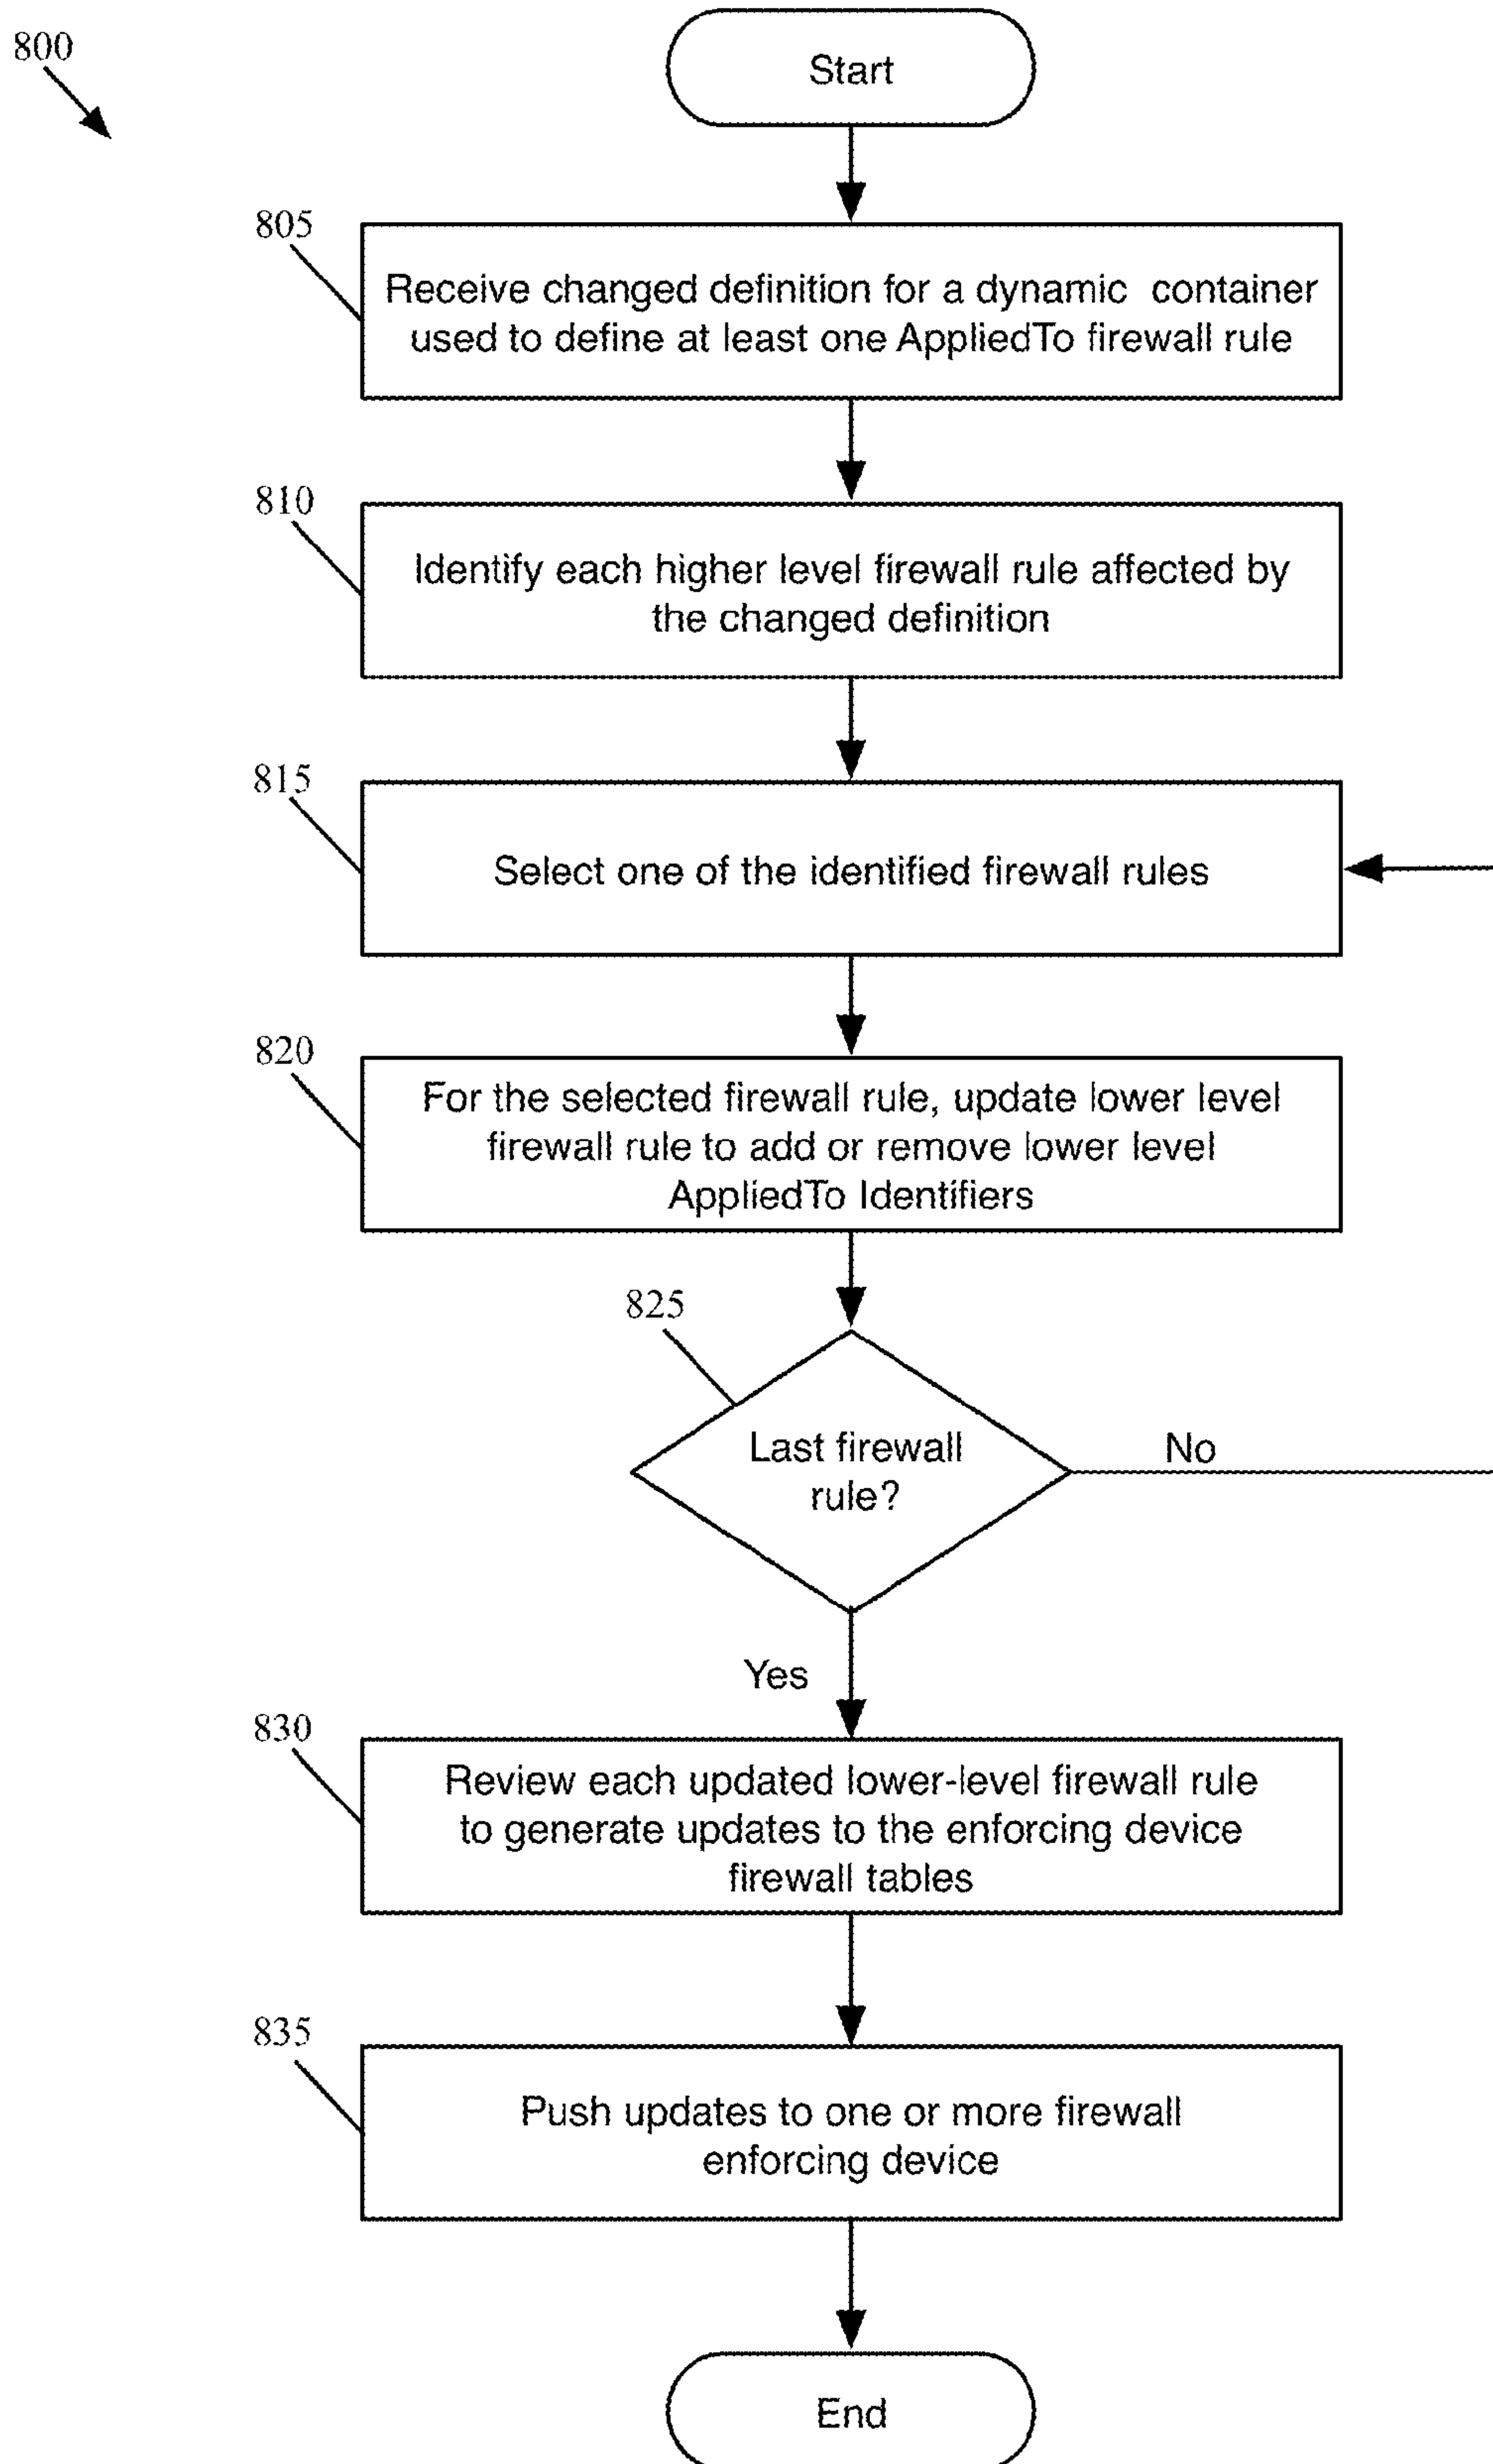 800
Start
805
Receive changed definition for a dynamic container
used to define at least one AppliedTo firewall rule
810
Identify each higher level firewall rule affected by
the changed definition
815
Select one of the identified firewall rules
820
For the selected firewall rule, update lower level
firewall rule to add or remove lower level
AppliedTo Identifiers
825
Last firewall
rule?
No
Yes
830
Review each updated lower-level firewall rule
to generate updates to the enforcing device
firewall tables
835
Push updates to one or more firewall
enforcing device
End